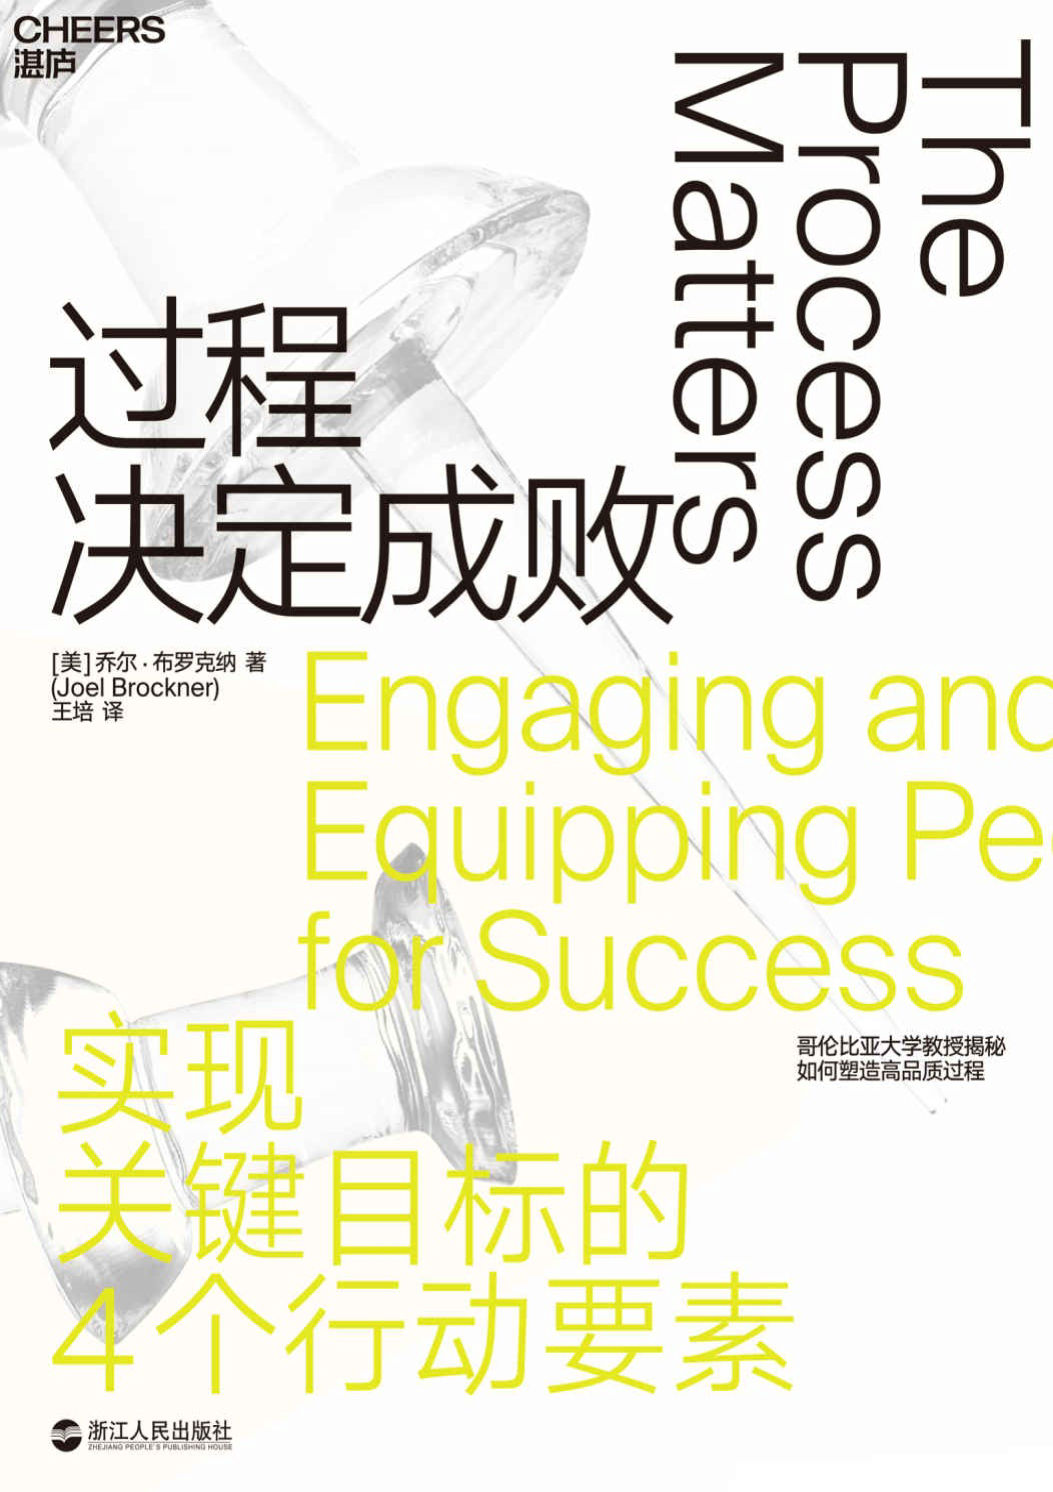 CHEERS
湛庐
The
Process
Matters
过程
决定成败
[美]乔尔·布罗克纳 著
(Joel Brockner)
王培 译
Engaging and
Equipping Pe
for Success
哥伦比亚大学教授揭秘
如何塑造高品质过程
实现
关键目标的
4个行动要素
浙江人民出版社
ZHEJIANG PEOPLE'S PUBLISHING HOUSE